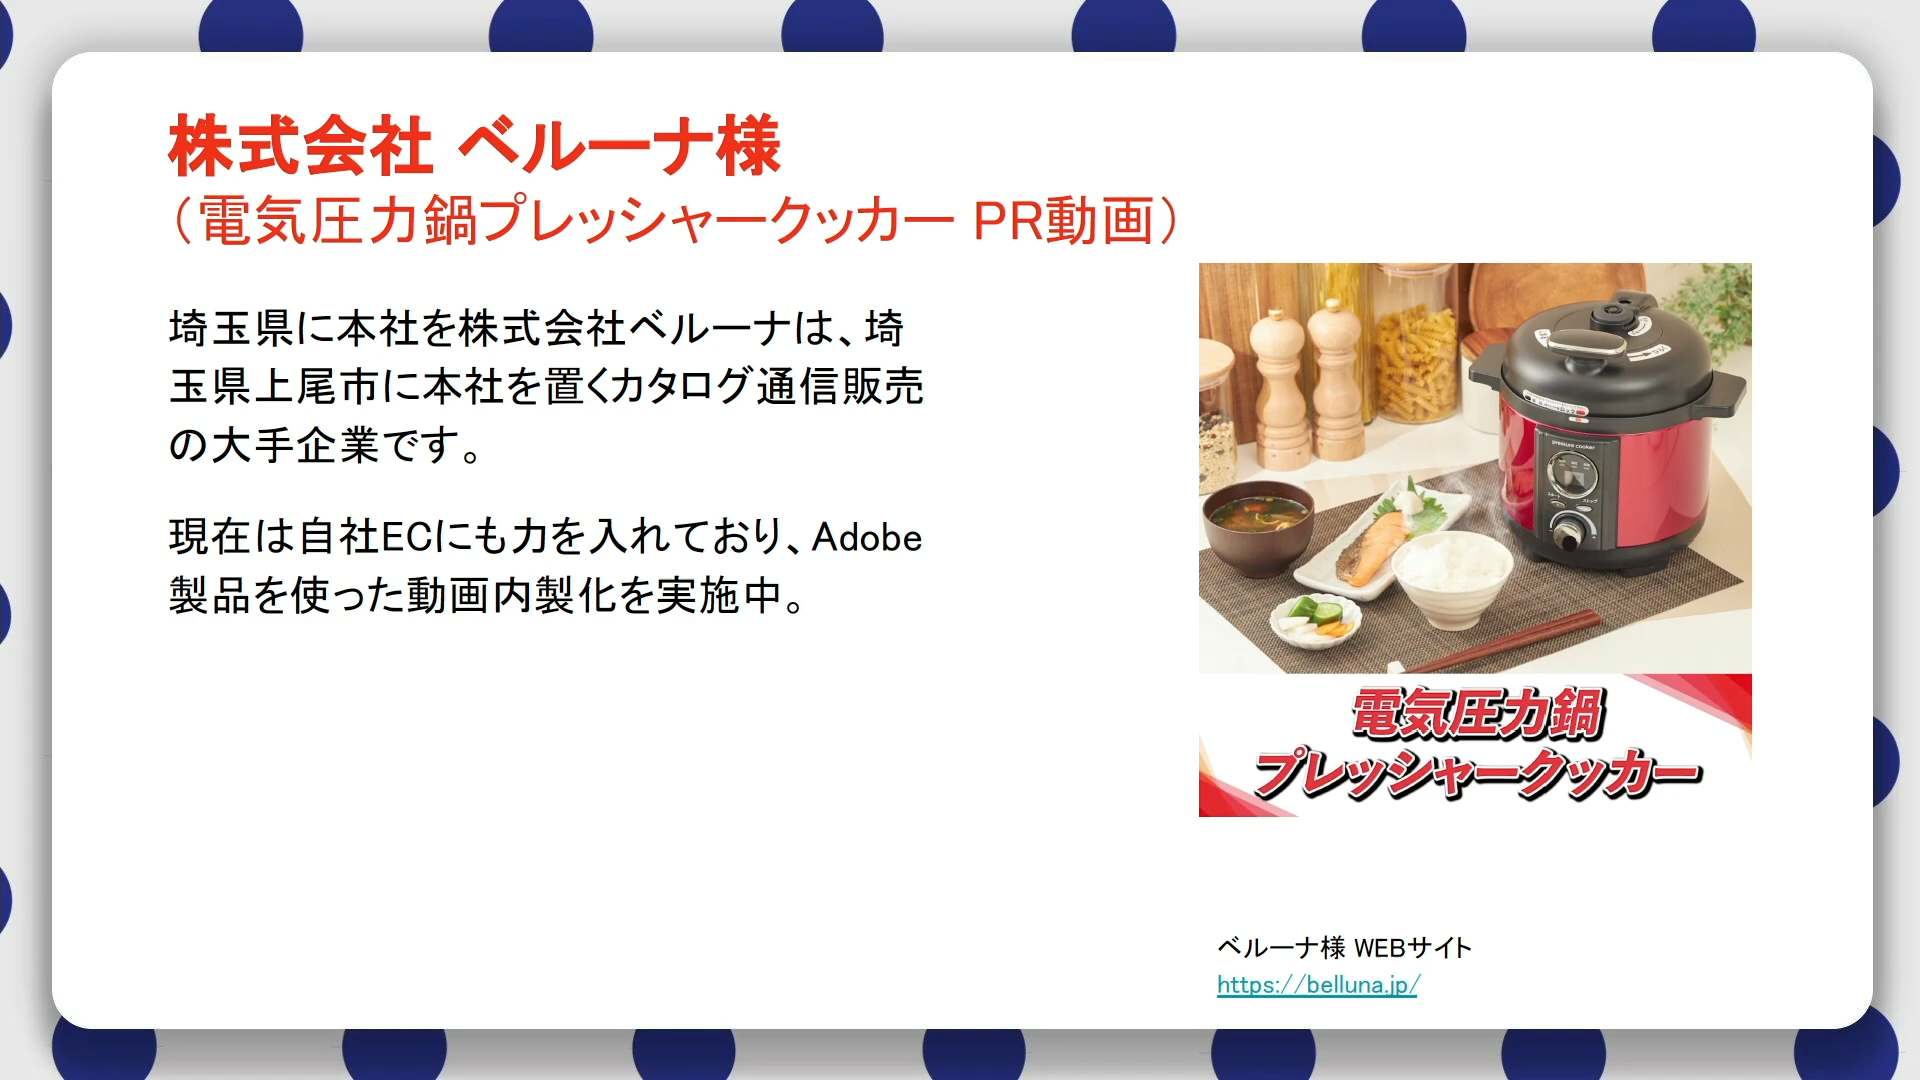 株式会社 ベルーナ様
（電気圧力鍋プレッシャークッカー PR動画）
埼玉県に本社を株式会社ベルーナは、埼
玉県上尾市に本社を置くカタログ通信販売
の大手企業です。
現在は自社ECにも力を入れており、Adobe
製品を使った動画内製化を実施中。
pressure cooker
電気圧力鍋
プレッシャークッカー
ベルーナ様 WEBサイト
https://belluna.jp/